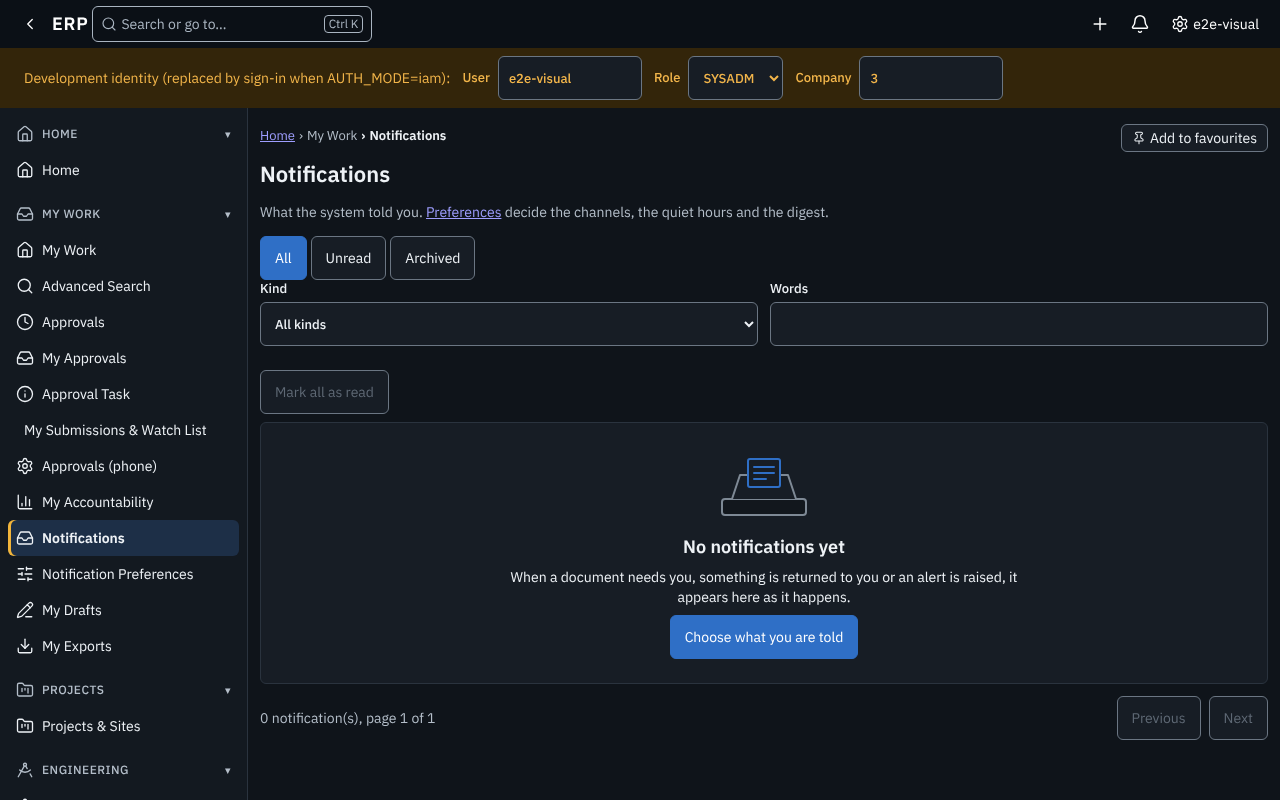 ERP
Search or go to...
Ctrl K
e2e-visual
Development identity (replaced by sign-in when AUTH_MODE=iam):
User
e2e-visual
Role
SYSADM
Company
3
HOME
Home
MY WORK
My Work
Advanced Search
Approvals
My Approvals
Approval Task
My Submissions & Watch List
Approvals (phone)
My Accountability
Notifications
Notification Preferences
My Drafts
My Exports
PROJECTS
Projects & Sites
ENGINEERING
Home › My Work › Notifications
Add to favourites
Notifications
What the system told you. Preferences decide the channels, the quiet hours and the digest.
All
Unread
Archived
Kind
All kinds
Words
Mark all as read
No notifications yet
When a document needs you, something is returned to you or an alert is raised, it
appears here as it happens.
Choose what you are told
0 notification(s), page 1 of 1
Previous
Next